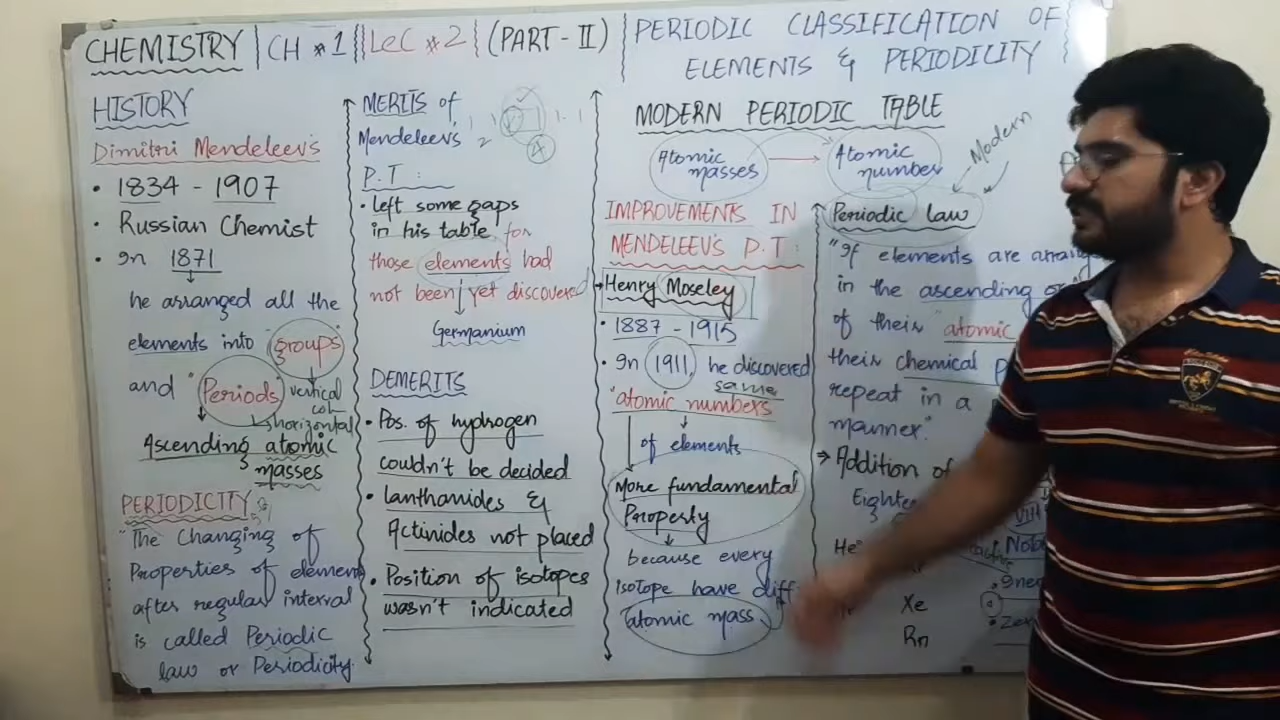 CHEMISTRY | CH #1 | LeC #2 (PART-II) PERIODIC CLASSIFICATION OF
ELEMENTS & PERIODILITY
HISTORY
Dimitri Mendeleev's
• 1834 - 1907
• Russian Chemist
• In 1871
he arranged all the
elements into "groups"
vertical
and "Periods
horizontal
Ascending atomic
masses
PERIODICITY
"The Changing of
Properties of element
after regular interval
is called Periodic
law or Periodicity
MERITS of
Mendeleev's
P.T:
• left some gaps
in his table for
those elements had
not been yet discovered
Germanium
DEMERITS
• Pos. of hydrogen
couldn't be decided
• lanthanides &
Actinides not placed
• Position of isotopes
wasn't indicated
MODERN PERIODIC TABLE
Atomic masses
Atomic number
Modern
IMPROVEMENTS IN
MENDELEEV'S P.T:
Henry Moseley
• 1887 - 1915
• In 1911, he discovered
same
"atomic numbers
of elements
More fundamental
Property
because every
isotope have diff
atomic mass
Periodic law
"If elements are arrang
in the ascending or
of their "atomic
their chemical p
repeat in a
manner."
⇒ Addition of
Eighte
He
Xe
Rn